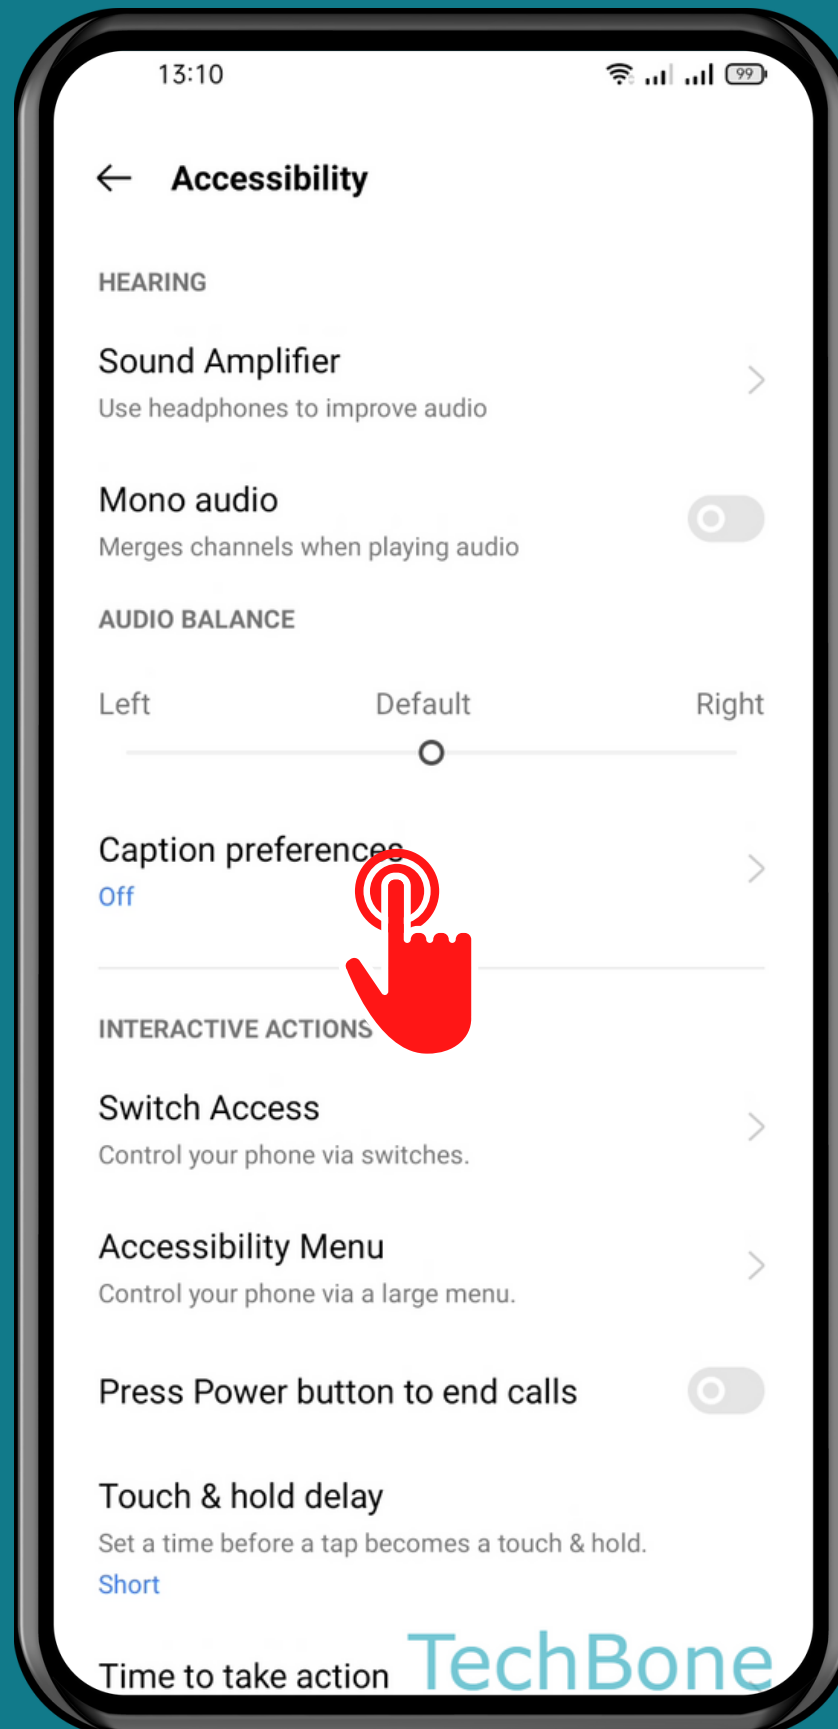 13:10
99
Accessibility
HEARING
Sound Amplifier
Use headphones to improve audio
Mono audio
Merges channels when playing audio
AUDIO BALANCE
Left Default Right
Caption preferences
Off
INTERACTIVE ACTIONS
Switch Access
Control your phone via switches.
Accessibility Menu
Control your phone via a large menu.
Press Power button to end calls
Touch & hold delay
Set a time before a tap becomes a touch & hold.
Short
Time to take action
TechBone